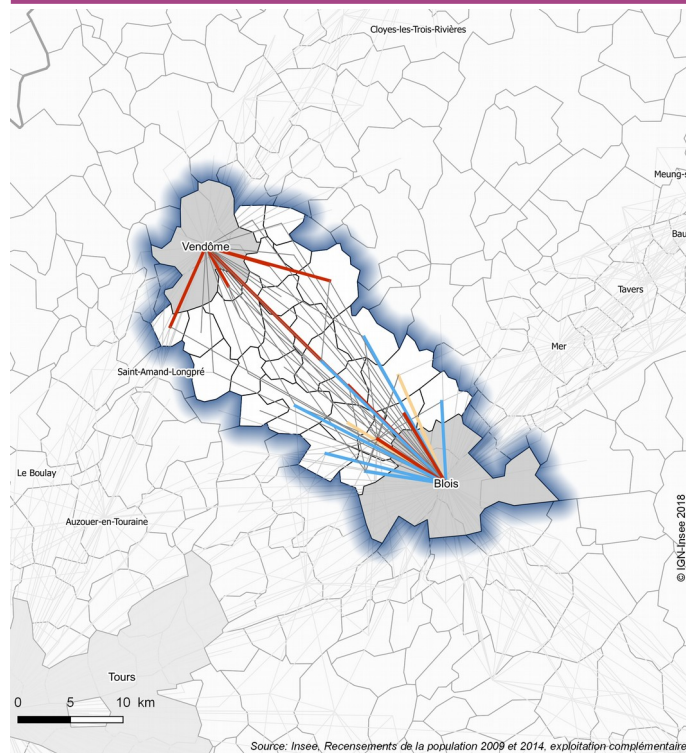 Cloyes-les-Trois-Rivières
Meung-s
Bau
Vendôme
Tavers
Mer
Saint-Amand-Longpré
Le Boulay
Blois
Auzouer-en-Touraine
© IGN-Insee 2018
Tours
0 5 10 km
Source: Insee, Recensements de la population 2009 et 2014, exploitation complémentaire